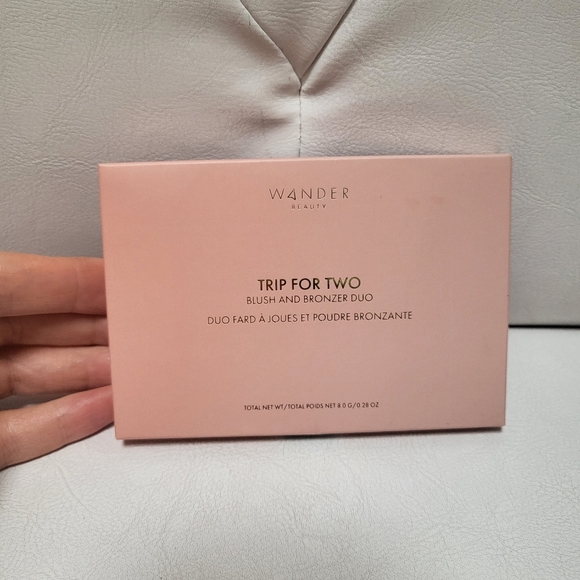 WANDER
BEAUTY
TRIP FOR TWO
BLUSH AND BRONZER DUO
DUO FARD À JOUES ET POUDRE BRONZANTE
TOTAL NET WT/TOTAL POIDS NET 8.0 G/0.28 OZ